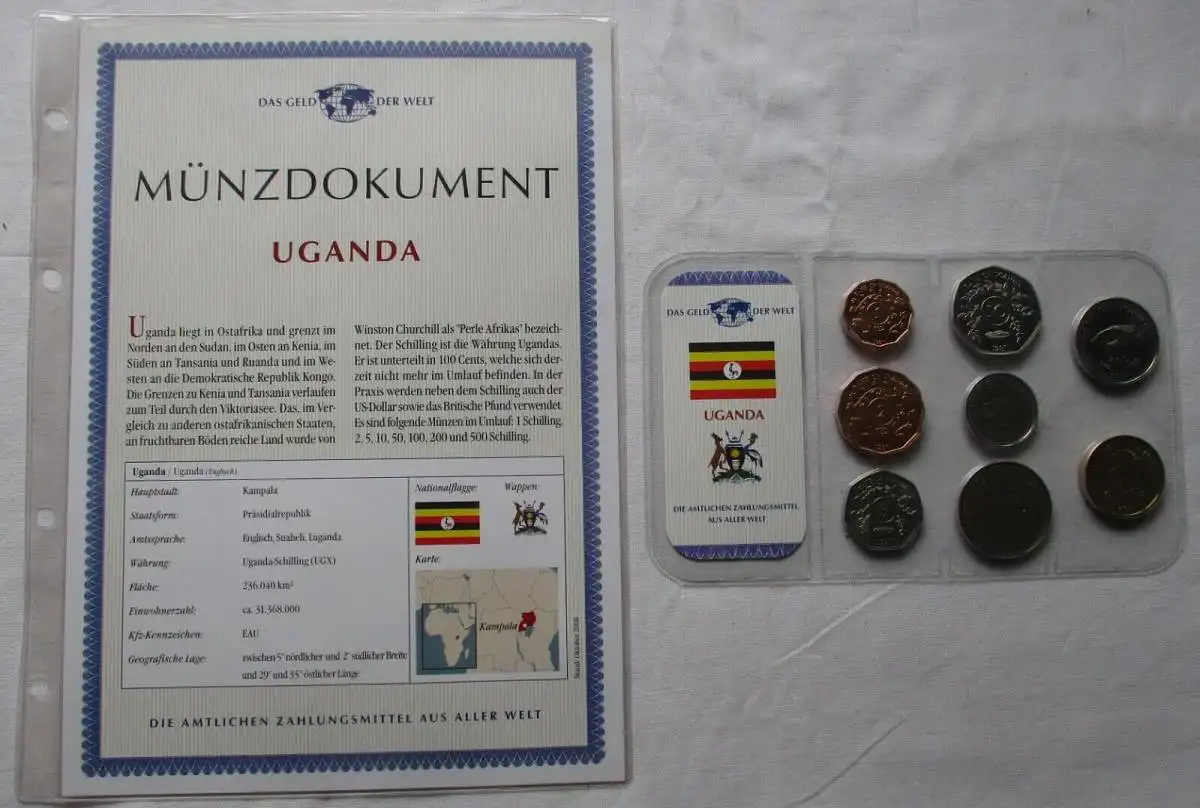 DAS GELD DER WELT
MÜNZDOKUMENT
UGANDA
Uganda liegt in Ostafrika und grenzt im
Norden an den Sudan, im Osten an Kenia, im
Süden an Tansania und Ruanda und im We-
sten an die Demokratische Republik Kongo.
Die Grenzen zu Kenia und Tansania verlaufen
zum Teil durch den Viktoriasee. Das, im Ver-
gleich zu anderen ostafrikanischen Staaten,
an fruchtbaren Böden reiche Land wurde von
Winston Churchill als "Perle Afrikas" bezeich-
net. Der Schilling ist die Währung Ugandas.
Er ist unterteilt in 100 Cents, welche sich der-
zeit nicht mehr im Umlauf befinden. In der
Praxis werden neben dem Schilling auch der
US-Dollar sowie das Britische Pfund verwendet.
Es sind folgende Münzen im Umlauf: 1 Schilling,
2, 5, 10, 50, 100, 200 und 500 Schilling.
Uganda / Uganda (Englisch)
Hauptstadt: Kampala
Staatsform: Präsidialrepublik
Amtssprache: Englisch, Suaheli, Luganda
Währung: Uganda-Schilling (UGX)
Fläche: 236.040 km²
Einwohnerzahl: ca. 31.368.000
Kfz-Kennzeichen: EAU
Geografische Lage: zwischen 5° nördlicher und 2° südlicher Breite
und 29° und 35° östlicher Länge
Nationalflagge: Wappen:
Karte:
Kampala
Stand: Oktober 2008
DIE AMTLICHEN ZAHLUNGSMITTEL AUS ALLER WELT
DAS GELD DER WELT
UGANDA
DIE AMTLICHEN ZAHLUNGSMITTEL
AUS ALLER WELT